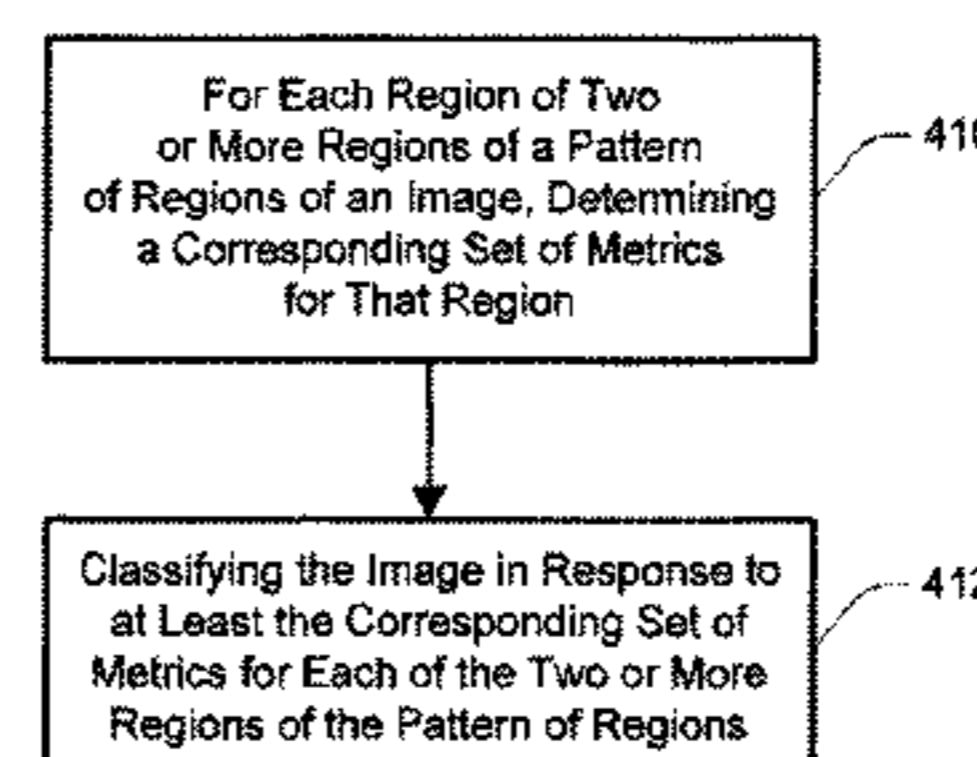 For Each Region of Two
or More Regions of a Pattern
of Regions of an Image, Determining
a Corresponding Set of Metrics
for That Region
410
Classifying the Image in Response to
at Least the Corresponding Set of
Metrics for Each of the Two or More
Regions of the Pattern of Regions
412